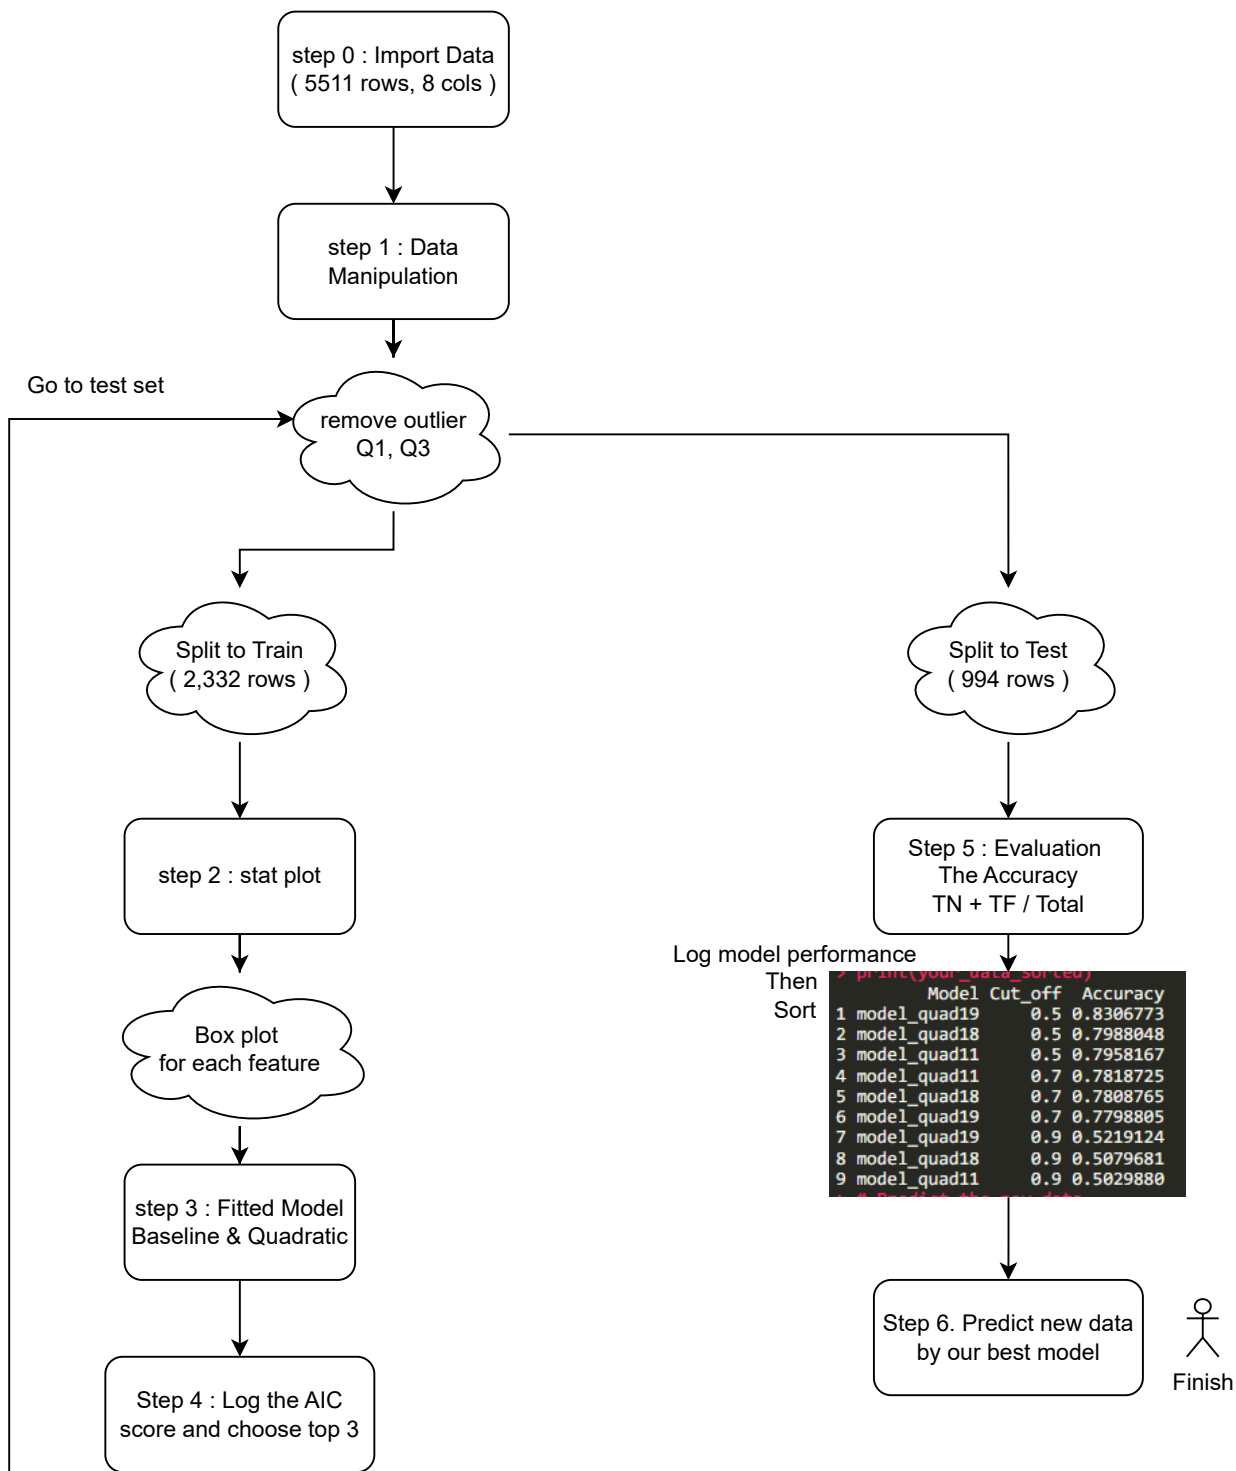 step 0 : Import Data
( 5511 rows, 8 cols )
step 1 : Data
Manipulation
Go to test set
remove outlier
Q1, Q3
Split to Train
( 2,332 rows )
step 2 : stat plot
Box plot
for each feature
step 3 : Fitted Model
Baseline & Quadratic
Step 4 : Log the AIC
score and choose top 3
Split to Test
( 994 rows )
Step 5 : Evaluation
The Accuracy
TN + TF / Total
Log model performance
Then
Sort
> print(your_data_sorted)
Model Cut_off Accuracy
1 model_quad19 0.5 0.8306773
2 model_quad18 0.5 0.7988048
3 model_quad11 0.5 0.7958167
4 model_quad11 0.7 0.7818725
5 model_quad18 0.7 0.7808765
6 model_quad19 0.7 0.7798805
7 model_quad19 0.9 0.5219124
8 model_quad18 0.9 0.5079681
9 model_quad11 0.9 0.5029880
> # Predict the new data
Step 6. Predict new data
by our best model
Finish